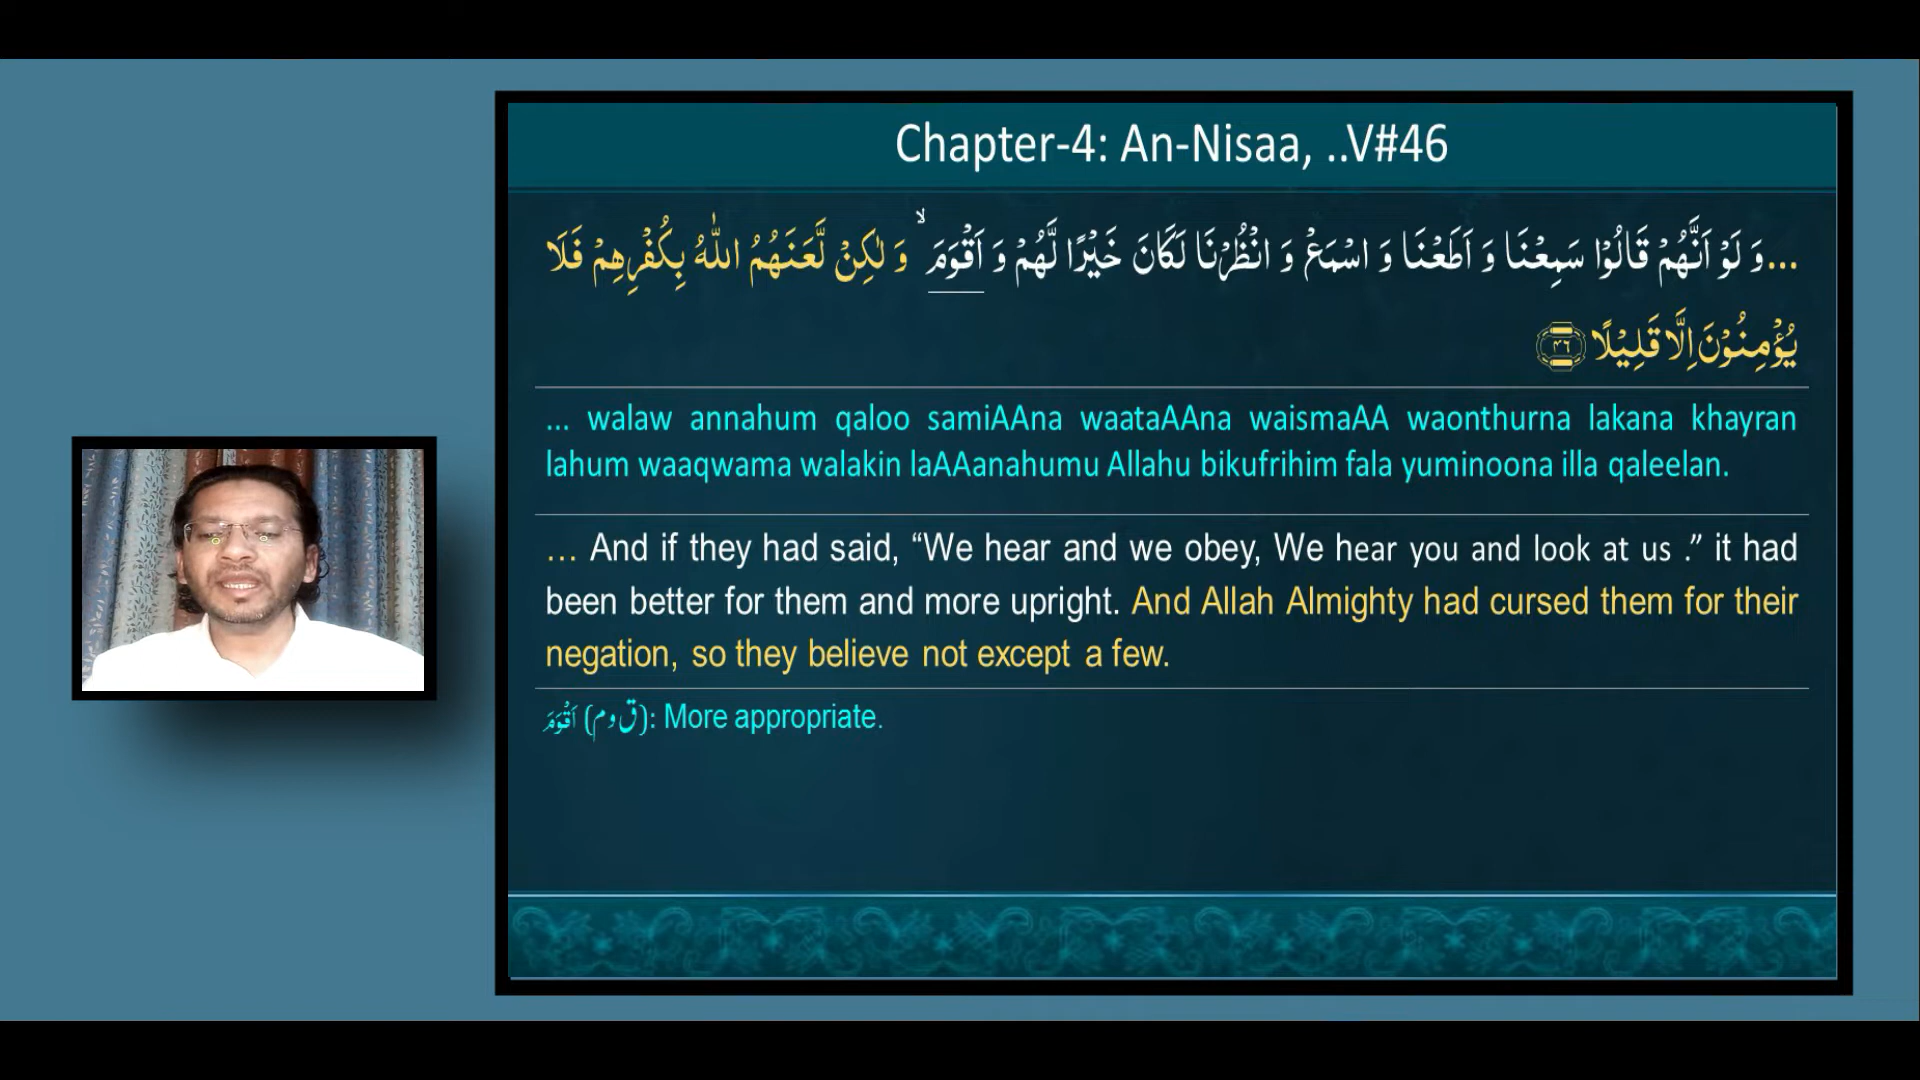 Chapter-4: An-Nisaa, ..V#46
...وَ لَوْ اَنَّهُمْ قَالُوْا سَمِعْنَا وَ اَطَعْنَا وَ اسْمَعْ وَ انْظُرْنَا لَكَانَ خَيْرًا لَّهُمْ وَ اَقْوَمَ ۙ وَ لٰكِنْ لَّعَنَهُمُ اللّٰهُ بِكُفْرِهِمْ فَلَا
يُؤْمِنُوْنَ اِلَّا قَلِيْلًا ۴۶
... walaw annahum qaloo samiAAna waataAAna waismaAA waonthurna lakana khayran
lahum waaqwama walakin laAAanahumu Allahu bikufrihim fala yuminoona illa qaleelan.
... And if they had said, “We hear and we obey, We hear you and look at us .” it had
been better for them and more upright. And Allah Almighty had cursed them for their
negation, so they believe not except a few.
اَقْوَمَ (ق و م): More appropriate.